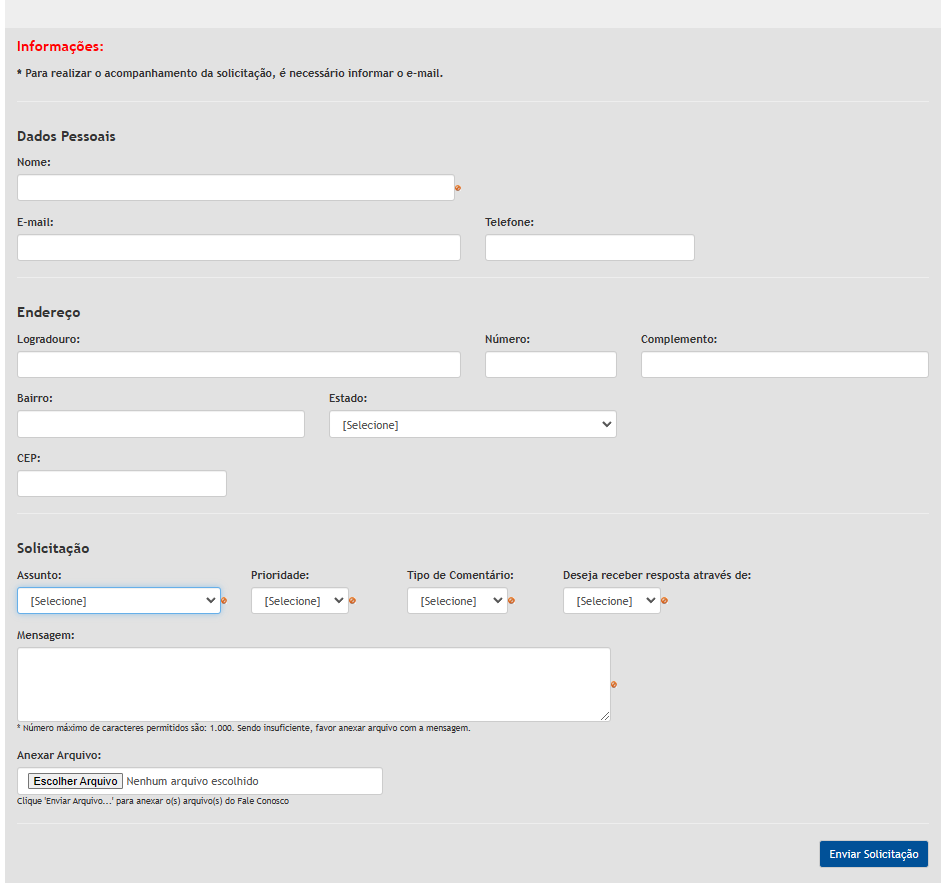 Informações:
* Para realizar o acompanhamento da solicitação, é necessário informar o e-mail.
Dados Pessoais
Nome:
E-mail: Telefone:
Endereço
Logradouro: Número: Complemento:
Bairro: Estado:
[Selecione]
CEP:
Solicitação
Assunto: Prioridade: Tipo de Comentário: Deseja receber resposta através de:
[Selecione] [Selecione] [Selecione] [Selecione]
Mensagem:
* Número máximo de caracteres permitidos são: 1.000. Sendo insuficiente, favor anexar arquivo com a mensagem.
Anexar Arquivo:
Escolher Arquivo Nenhum arquivo escolhido
Clique 'Enviar Arquivo...' para anexar o(s) arquivo(s) do Fale Conosco
Enviar Solicitação